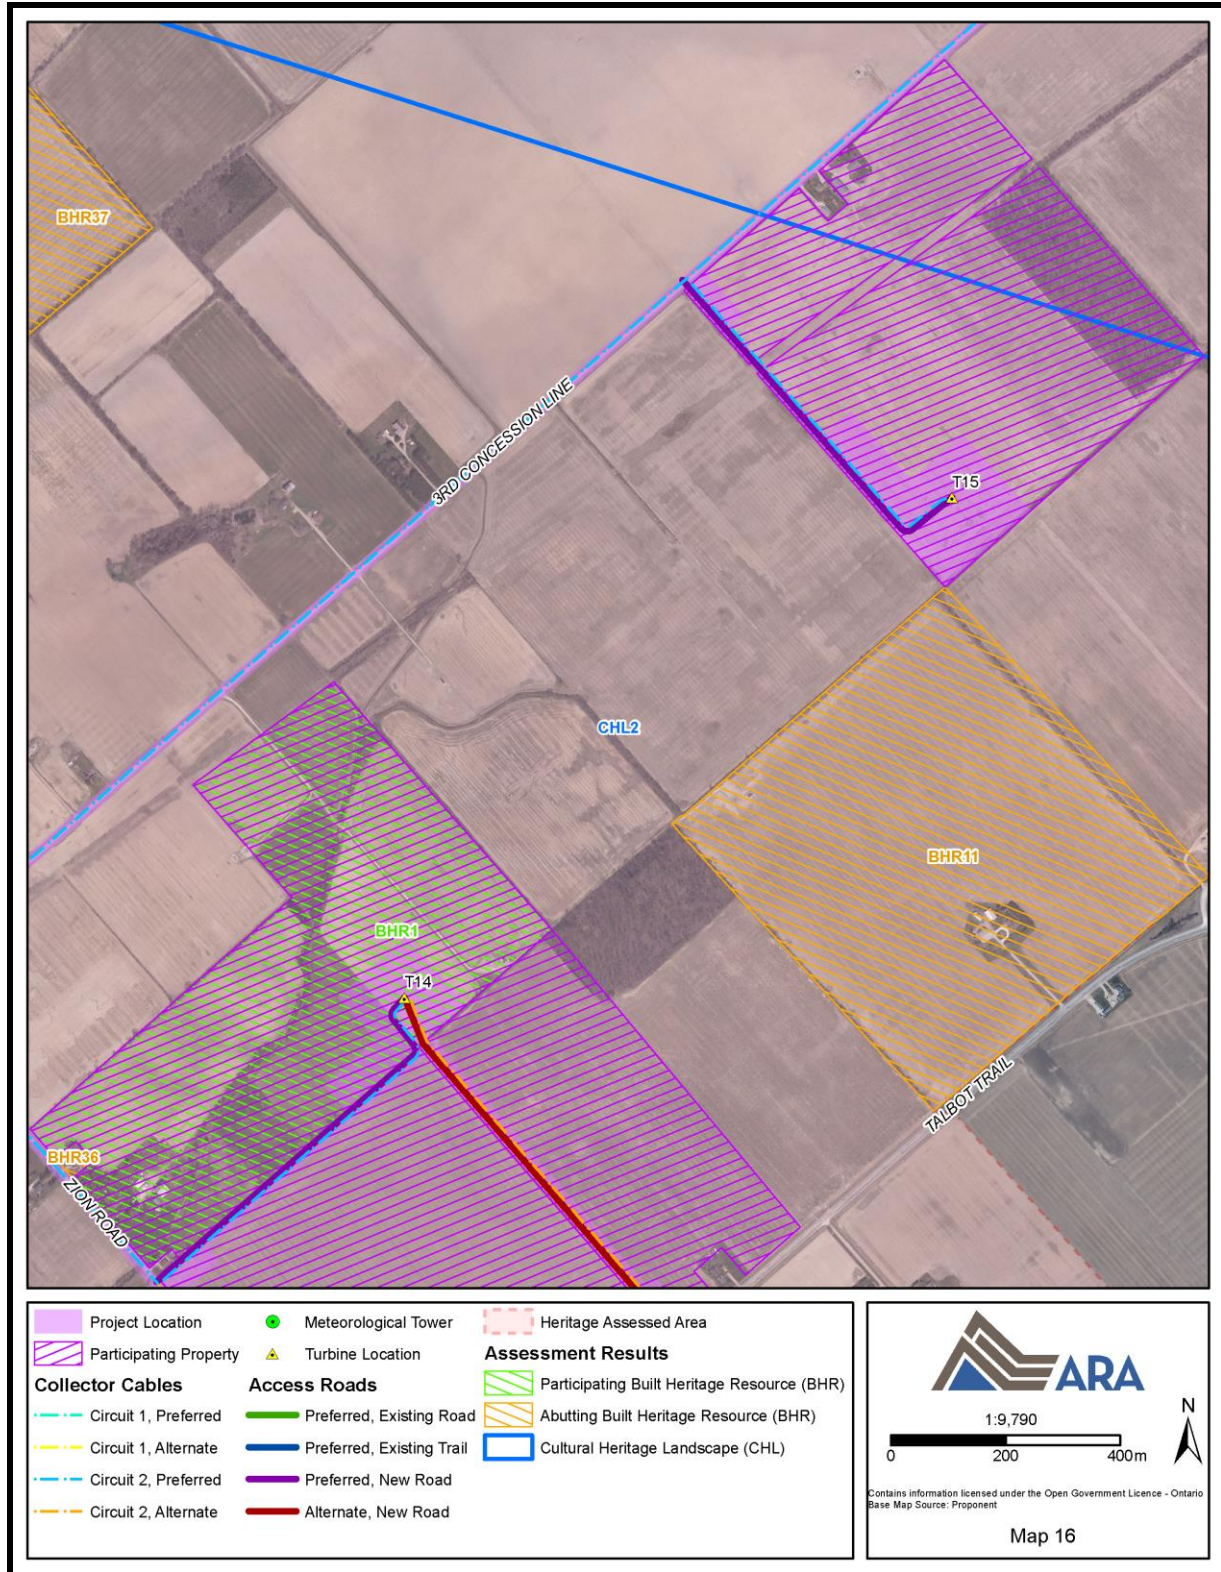 BHR37
3RD CONCESSION LINE
T15
CHL2
BHR11
BHR1
T14
TALBOT TRAIL
BHR36
ZION ROAD
Project Location
Participating Property
Collector Cables
Circuit 1, Preferred
Circuit 1, Alternate
Circuit 2, Preferred
Circuit 2, Alternate
Meteorological Tower
Turbine Location
Access Roads
Preferred, Existing Road
Preferred, Existing Trail
Preferred, New Road
Alternate, New Road
Heritage Assessed Area
Assessment Results
Participating Built Heritage Resource (BHR)
Abutting Built Heritage Resource (BHR)
Cultural Heritage Landscape (CHL)
ARA
1:9,790
0 200 400m
N
Contains information licensed under the Open Government Licence - Ontario
Base Map Source: Proponent
Map 16